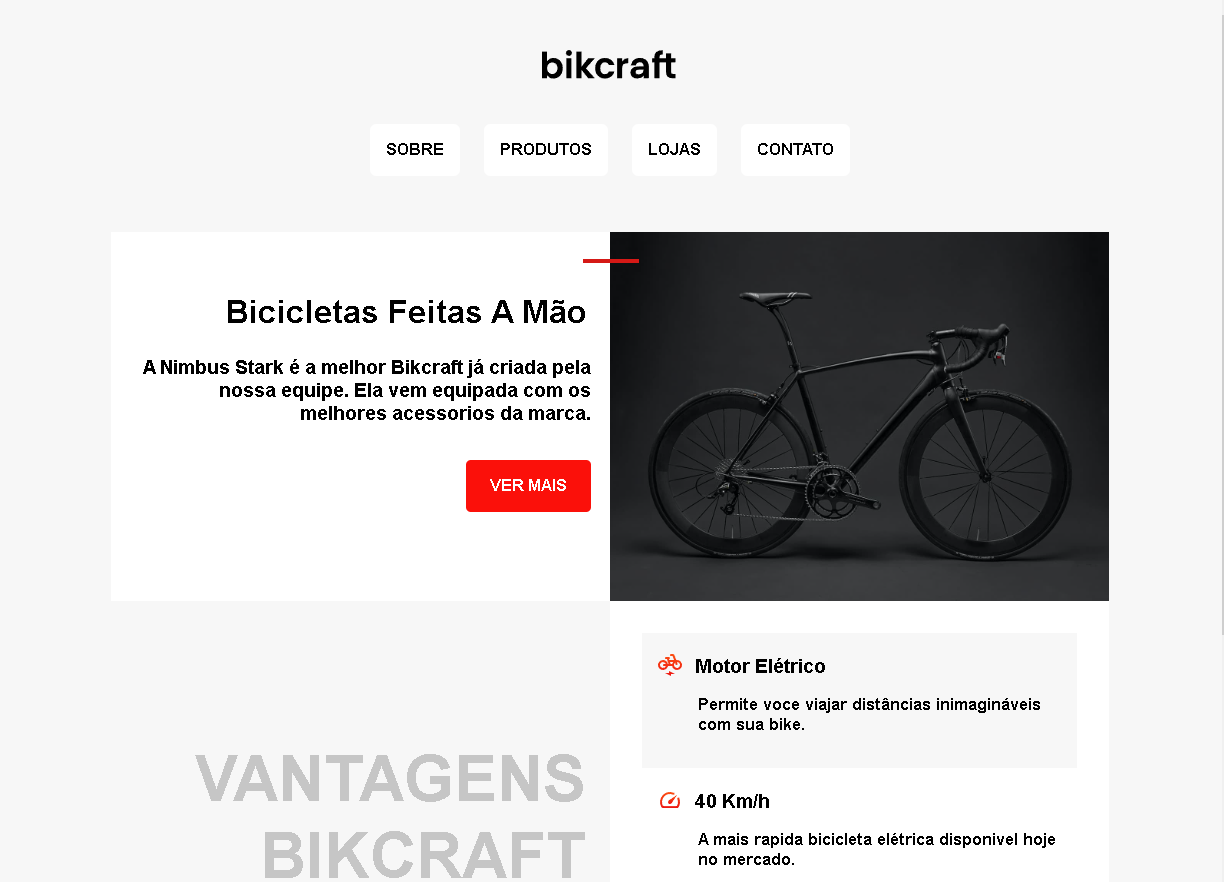 bikcraft
SOBRE PRODUTOS LOJAS CONTATO
Bicicletas Feitas A Mão
A Nimbus Stark é a melhor Bikcraft já criada pela
nossa equipe. Ela vem equipada com os
melhores acessorios da marca.
VER MAIS
Motor Elétrico
Permite voce viajar distâncias inimagináveis
com sua bike.
VANTAGENS
BIKCRAFT
40 Km/h
A mais rapida bicicleta elétrica disponivel hoje
no mercado.